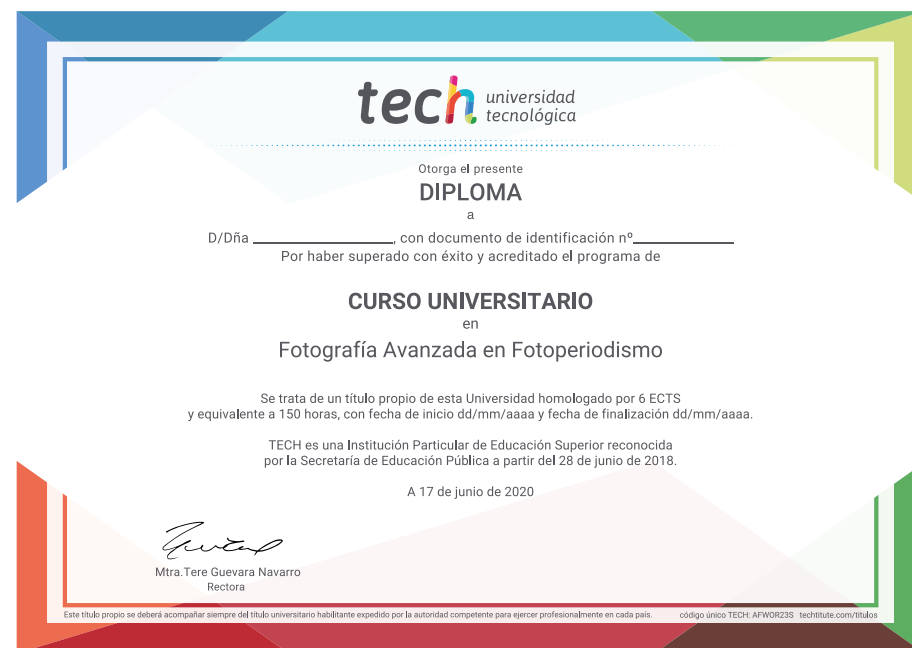 tech universidad
tecnológica
Otorga el presente
DIPLOMA
a
D/Dña ____________________, con documento de identificación nº______________
Por haber superado con éxito y acreditado el programa de
CURSO UNIVERSITARIO
en
Fotografía Avanzada en Fotoperiodismo
Se trata de un título propio de esta Universidad homologado por 6 ECTS
y equivalente a 150 horas, con fecha de inicio dd/mm/aaaa y fecha de finalización dd/mm/aaaa.
TECH es una Institución Particular de Educación Superior reconocida
por la Secretaría de Educación Pública a partir del 28 de junio de 2018.
A 17 de junio de 2020
Mtra.Tere Guevara Navarro
Rectora
Este título propio se deberá acompañar siempre del título universitario habilitante expedido por la autoridad competente para ejercer profesionalmente en cada país. código único TECH: AFWOR23S techtitute.com/titulos